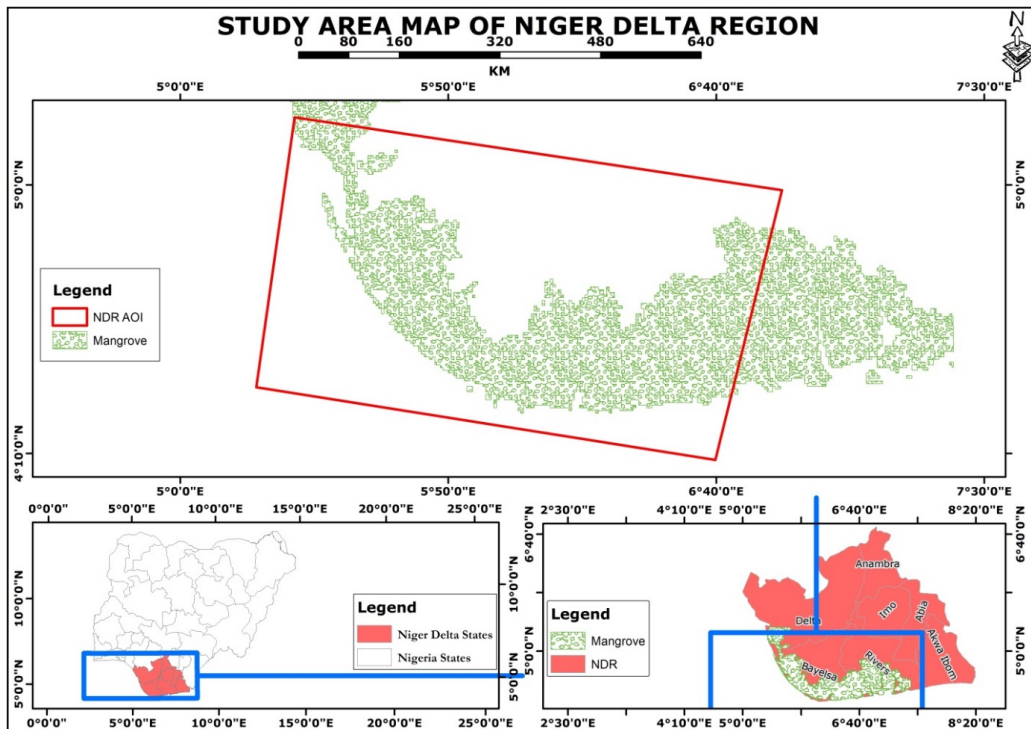 STUDY AREA MAP OF NIGER DELTA REGION
N
0 80 160 320 480 640
KM
5°0'0"E 5°50'0"E 6°40'0"E 7°30'0"E
5°0'0"N 5°0'0"N
Legend
NDR AOI
Mangrove
4°10'0"N 4°10'0"N
5°0'0"E 5°50'0"E 6°40'0"E 7°30'0"E
0°0'0" 5°0'0"E 10°0'0"E 15°0'0"E 20°0'0"E 25°0'0"E
10°0'0"N 10°0'0"N
Legend
Niger Delta States
Nigeria States
5°0'0"N 5°0'0"N
0°0'0" 5°0'0"E 10°0'0"E 15°0'0"E 20°0'0"E 25°0'0"E
2°30'0"E 4°10'0"E 5°0'0"E 6°40'0"E 8°20'0"E
6°40'0"N 6°40'0"N
Anambra
Imo
Abia
Delta
Akwa Ibom
Legend
Mangrove
NDR
5°0'0"N 5°0'0"N
Bayelsa
Rivers
2°30'0"E 4°10'0"E 5°0'0"E 6°40'0"E 8°20'0"E